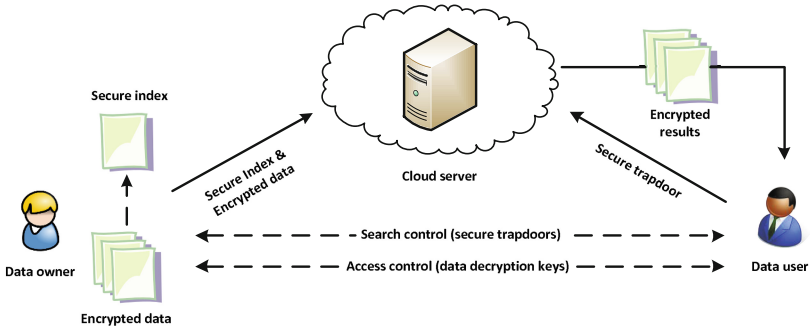 Secure index
Cloud server
Encrypted
results
Secure Index &
Encrypted data
Secure trapdoor
Search control (secure trapdoors)
Access control (data decryption keys)
Data owner
Data user
Encrypted data